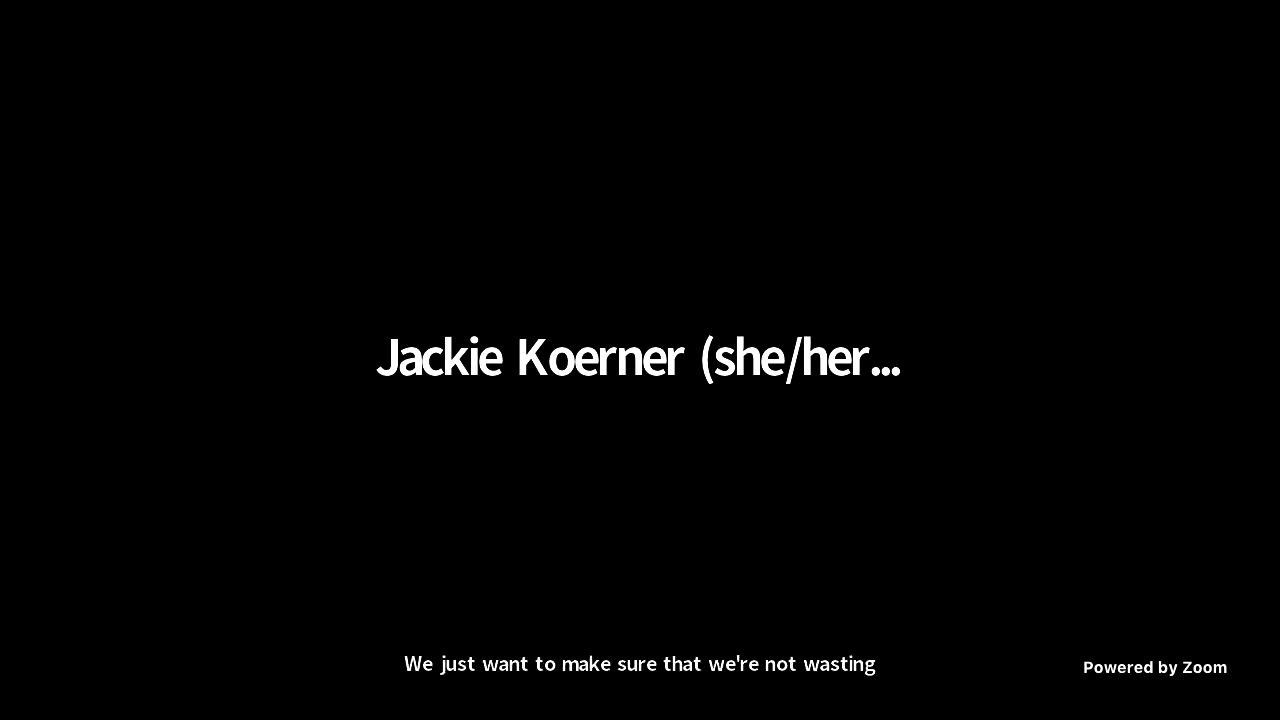 Jackie Koerner (she/her...
We just want to make sure that we're not wasting
Powered by Zoom